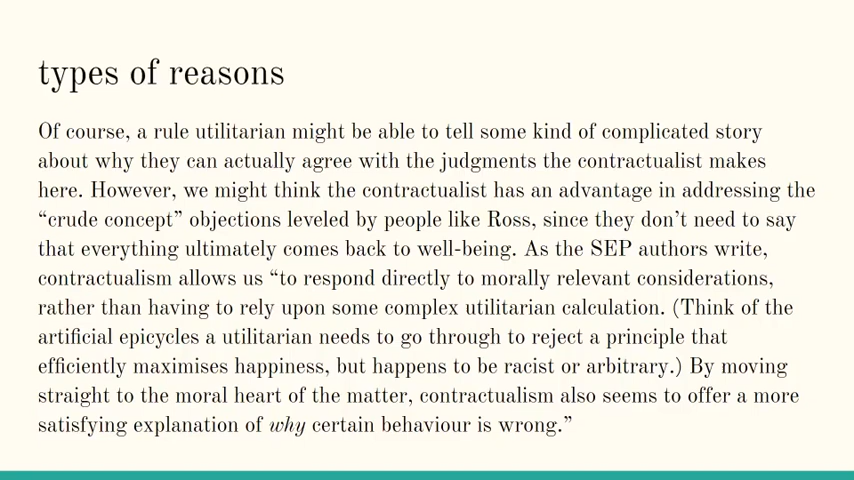 types of reasons
Of course, a rule utilitarian might be able to tell some kind of complicated story
about why they can actually agree with the judgments the contractualist makes
here. However, we might think the contractualist has an advantage in addressing the
“crude concept” objections leveled by people like Ross, since they don’t need to say
that everything ultimately comes back to well-being. As the SEP authors write,
contractualism allows us “to respond directly to morally relevant considerations,
rather than having to rely upon some complex utilitarian calculation. (Think of the
artificial epicycles a utilitarian needs to go through to reject a principle that
efficiently maximises happiness, but happens to be racist or arbitrary.) By moving
straight to the moral heart of the matter, contractualism also seems to offer a more
satisfying explanation of why certain behaviour is wrong.”